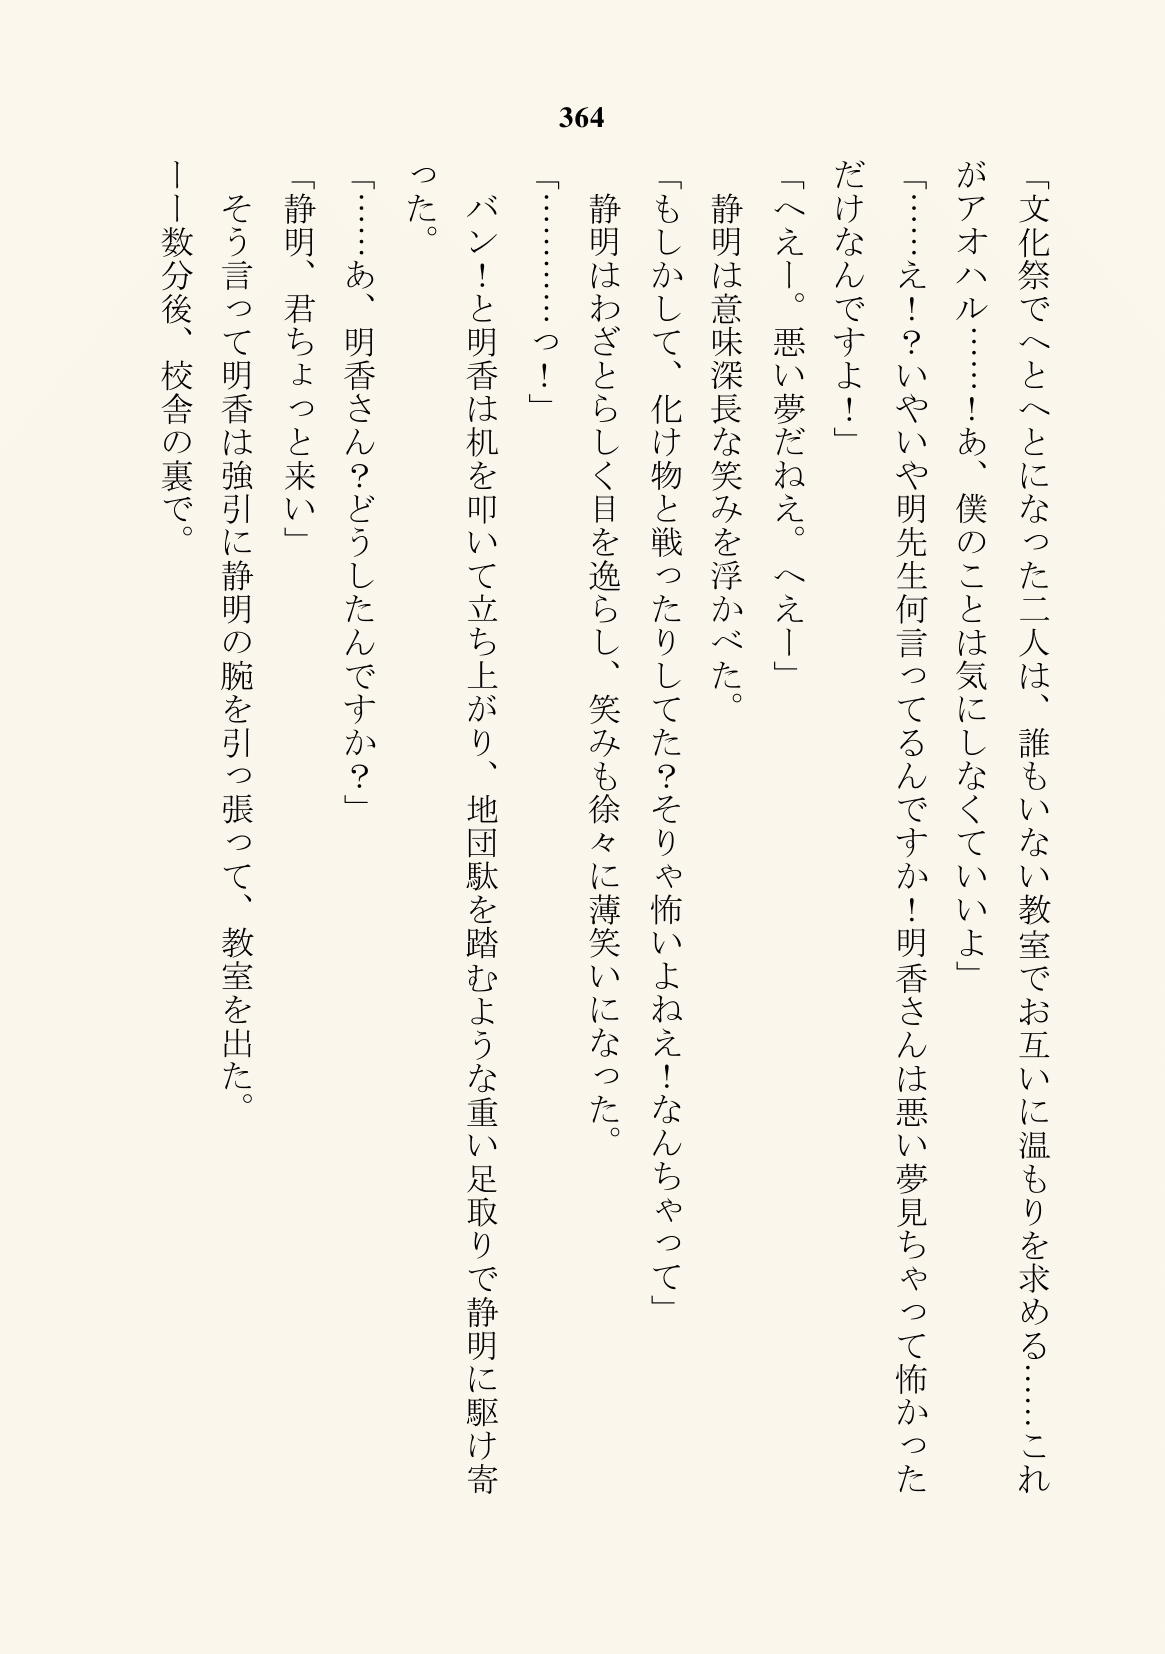 364
「文化祭でへとへとになった二人は、誰もいない教室でお互いに温もりを求める……これ
がアオハル……！あ、僕のことは気にしなくていいよ」
「……え！？いやいや明先生何言ってるんですか！明香さんは悪い夢見ちゃって怖かった
だけなんですよ！」
「へえー。悪い夢だねえ。へえー」
　静明は意味深長な笑みを浮かべた。
「もしかして、化け物と戦ったりしてた？そりゃ怖いよねえ！なんちゃって」
　静明はわざとらしく目を逸らし、笑みも徐々に薄笑いになった。
「…………っ！」
　バン！と明香は机を叩いて立ち上がり、地団駄を踏むような重い足取りで静明に駆け寄
った。
「……あ、明香さん？どうしたんですか？」
「静明、君ちょっと来い」
　そう言って明香は強引に静明の腕を引っ張って、教室を出た。
ーー数分後、校舎の裏で。